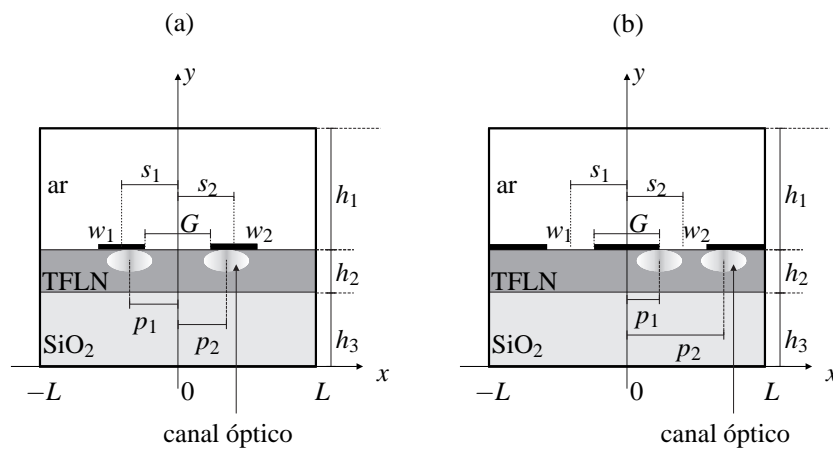 (a)
y
s₁
ar
s₂
h₁
w₁
G
w₂
TFLN
h₂
p₁
p₂
SiO₂
h₃
x
−L
0
L
canal óptico
(b)
y
s₁
ar
s₂
h₁
w₁
G
w₂
TFLN
h₂
p₁
p₂
SiO₂
h₃
x
−L
0
L
canal óptico